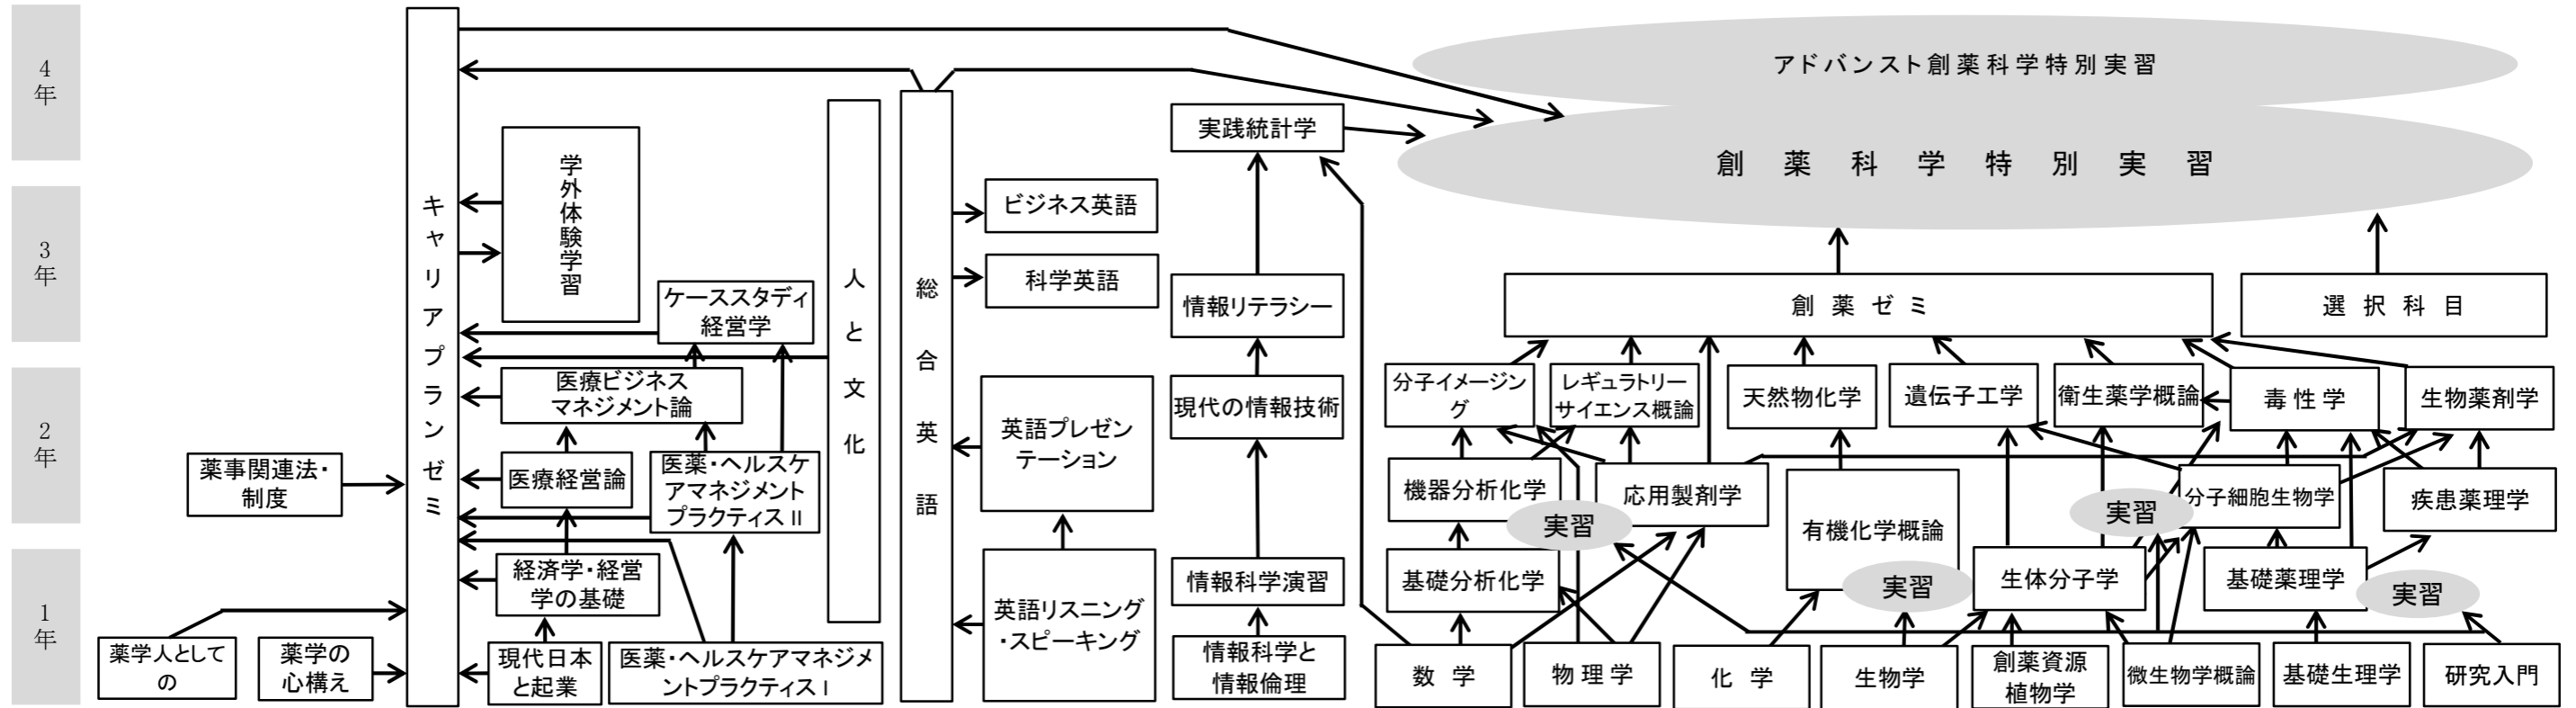 4
年
3
年
2
年
1
年
キャリアプランゼミ
学外体験学習
ケーススタディ
経営学
医療ビジネス
マネジメント論
薬事関連法・
制度
医療経営論
医薬・ヘルスケ
アマネジメント
プラクティスⅡ
経済学・経営
学の基礎
薬学人として
の
薬学の
心構え
現代日本
と起業
医薬・ヘルスケアマネジメ
ントプラクティスⅠ
人と文化
総合英語
ビジネス英語
科学英語
英語プレゼン
テーション
英語リスニング
・スピーキング
実践統計学
情報リテラシー
現代の情報技術
情報科学演習
情報科学と
情報倫理
アドバンスト創薬科学特別実習
創薬科学特別実習
創薬ゼミ
選択科目
分子イメージン
グ
レギュラトリー
サイエンス概論
天然物化学
遺伝子工学
衛生薬学概論
毒性学
生物薬剤学
機器分析化学
応用製剤学
実習
有機化学概論
実習
分子細胞生物学
疾患薬理学
基礎分析化学
実習
生体分子学
基礎薬理学
実習
数学
物理学
化学
生物学
創薬資源
植物学
微生物学概論
基礎生理学
研究入門